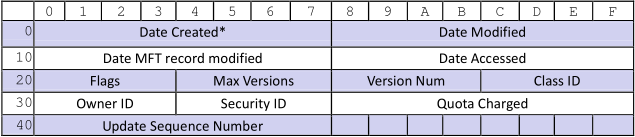 0 1 2 3 4 5 6 7 8 9 A B C D E F
0 Date Created* Date Modified
10 Date MFT record modified Date Accessed
20 Flags Max Versions Version Num Class ID
30 Owner ID Security ID Quota Charged
40 Update Sequence Number